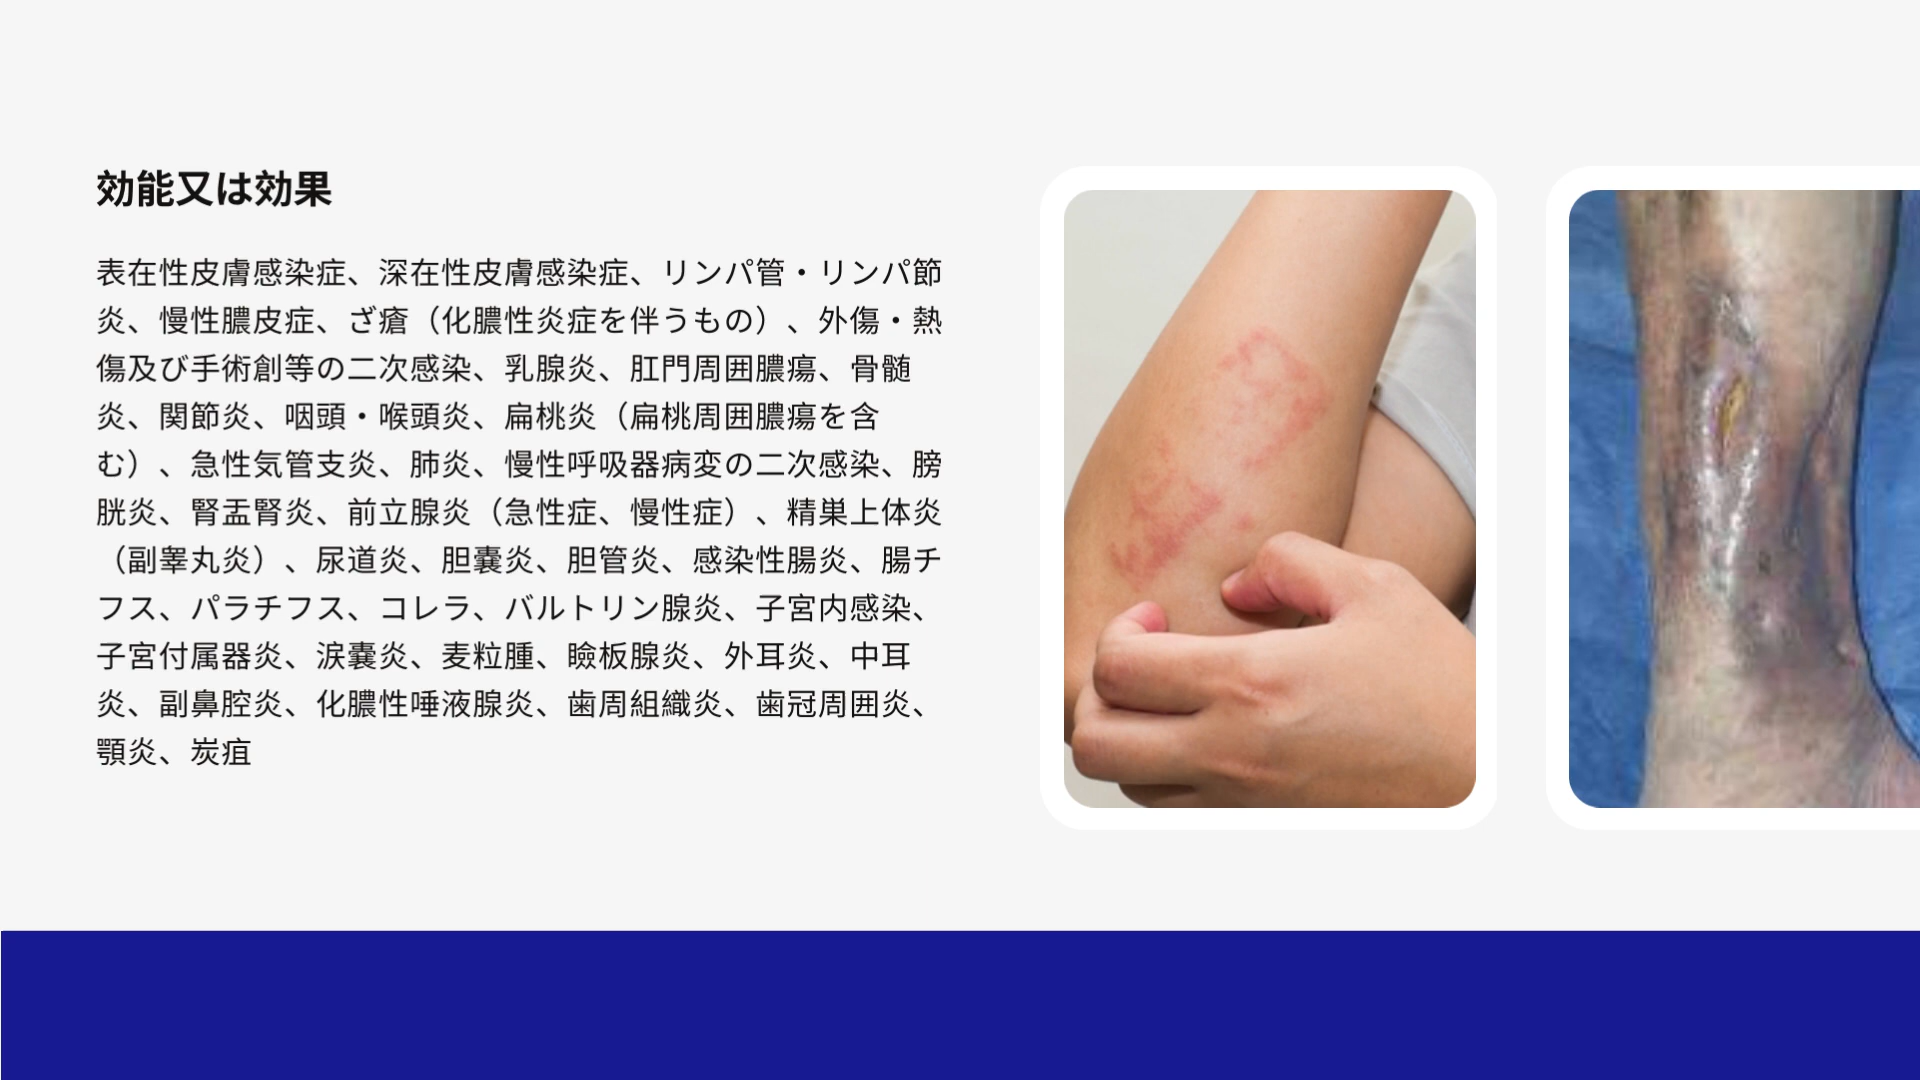 効能又は効果
表在性皮膚感染症、深在性皮膚感染症、リンパ管・リンパ節
炎、慢性膿皮症、ざ瘡（化膿性炎症を伴うもの）、外傷・熱
傷及び手術創等の二次感染、乳腺炎、肛門周囲膿瘍、骨髄
炎、関節炎、咽頭・喉頭炎、扁桃炎（扁桃周囲膿瘍を含
む）、急性気管支炎、肺炎、慢性呼吸器病変の二次感染、膀
胱炎、腎盂腎炎、前立腺炎（急性症、慢性症）、精巣上体炎
（副睾丸炎）、尿道炎、胆嚢炎、胆管炎、感染性腸炎、腸チ
フス、パラチフス、コレラ、バルトリン腺炎、子宮内感染、
子宮付属器炎、涙嚢炎、麦粒腫、瞼板腺炎、外耳炎、中耳
炎、副鼻腔炎、化膿性唾液腺炎、歯周組織炎、歯冠周囲炎、
顎炎、炭疽